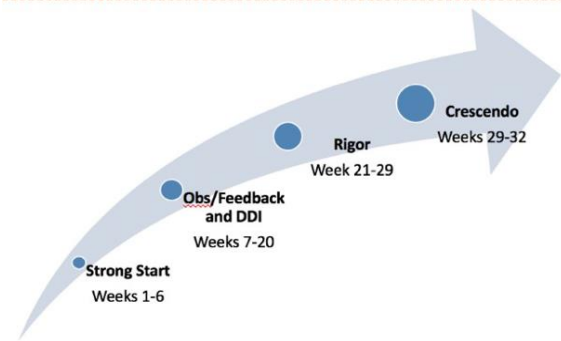 Crescendo
Weeks 29-32
Rigor
Week 21-29
Obs/Feedback
and DDI
Weeks 7-20
Strong Start
Weeks 1-6